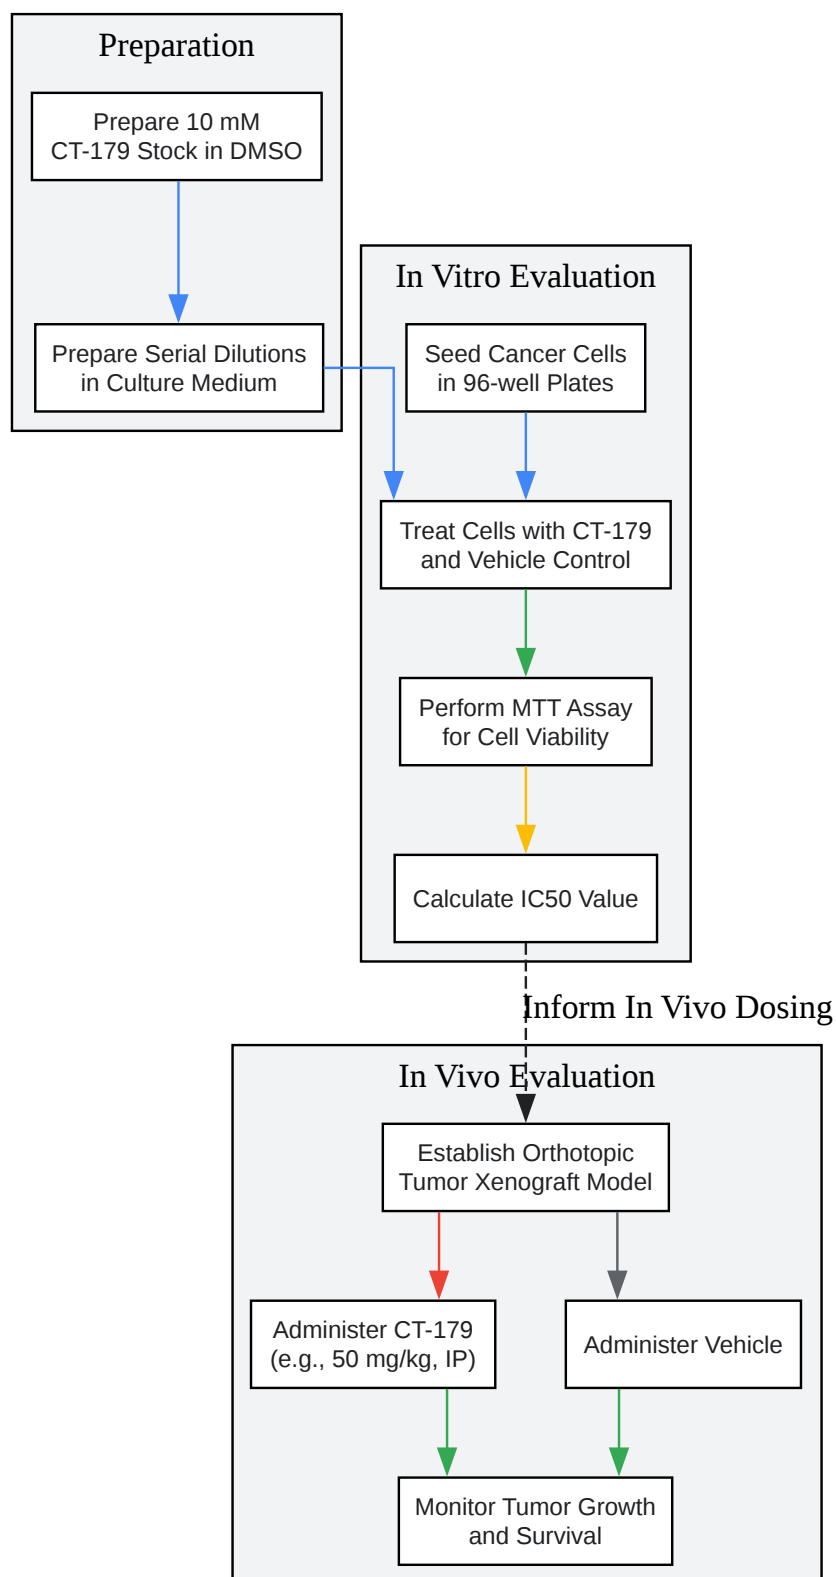 Preparation
Prepare 10 mM
CT-179 Stock in DMSO
Prepare Serial Dilutions
in Culture Medium
In Vitro Evaluation
Seed Cancer Cells
in 96-well Plates
Treat Cells with CT-179
and Vehicle Control
Perform MTT Assay
for Cell Viability
Calculate IC50 Value
Inform In Vivo Dosing
In Vivo Evaluation
Establish Orthotopic
Tumor Xenograft Model
Administer CT-179
(e.g., 50 mg/kg, IP)
Administer Vehicle
Monitor Tumor Growth
and Survival